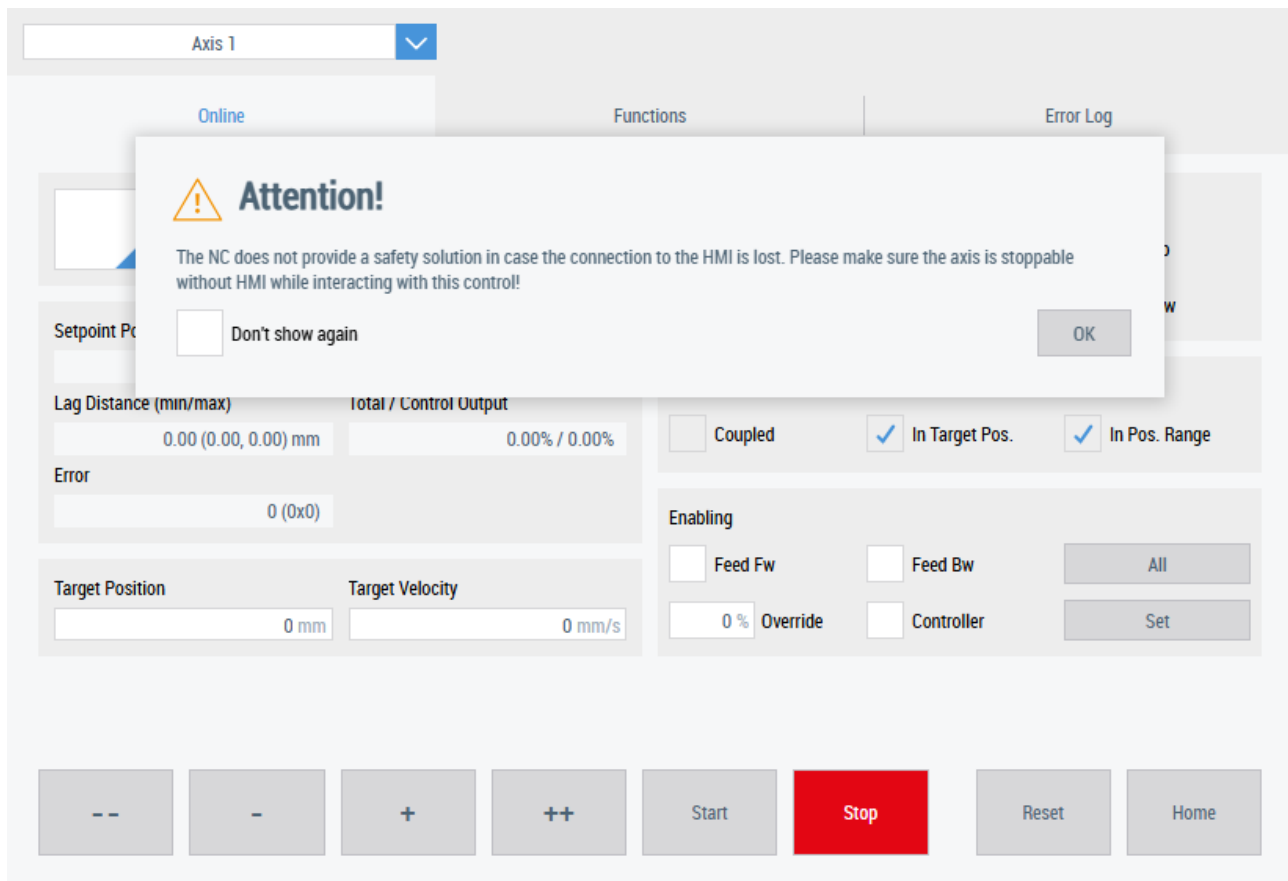 Axis 1
Online
Functions
Error Log
Attention!
The NC does not provide a safety solution in case the connection to the HMI is lost. Please make sure the axis is stoppable
without HMI while interacting with this control!
Don't show again
OK
Setpoint
Lag Distance (min/max)
Total / Control Output
0.00 (0.00, 0.00) mm
0.00% / 0.00%
Coupled
In Target Pos.
In Pos. Range
Error
0 (0x0)
Enabling
Feed Fw
Feed Bw
All
Target Position
Target Velocity
0 mm
0 mm/s
0 %
Override
Controller
Set
--
-
+
++
Start
Stop
Reset
Home